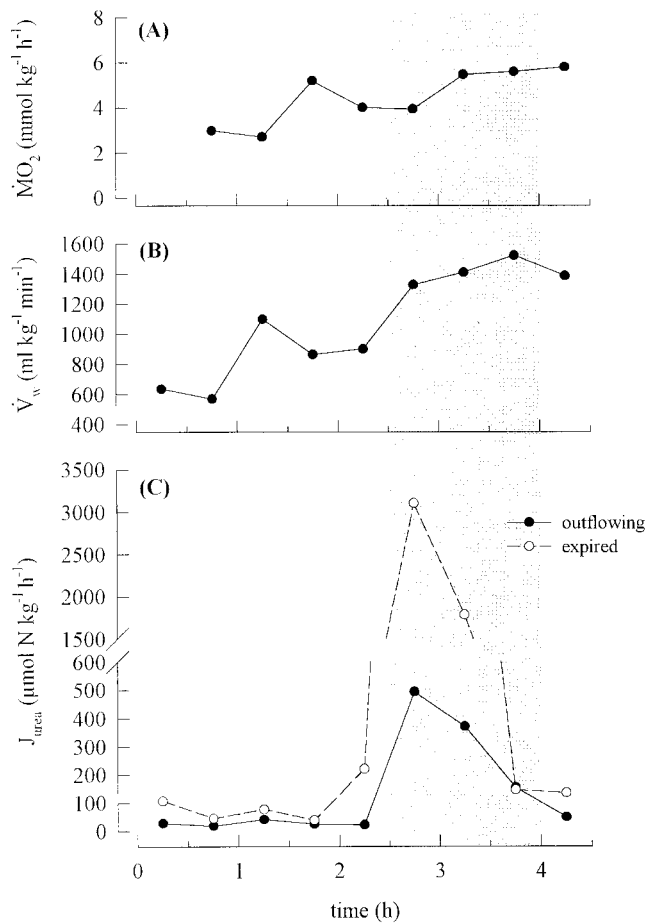 (A)
8
6
4
2
0
ṀO₂ (mmol kg⁻¹ h⁻¹)
(B)
1600
1400
1200
1000
800
600
400
V̇w (ml kg⁻¹ min⁻¹)
(C)
3500
3000
2500
2000
1500
600
500
400
300
200
100
0
Jurea (µmol N kg⁻¹ h⁻¹)
outflowing
expired
0 1 2 3 4
time (h)